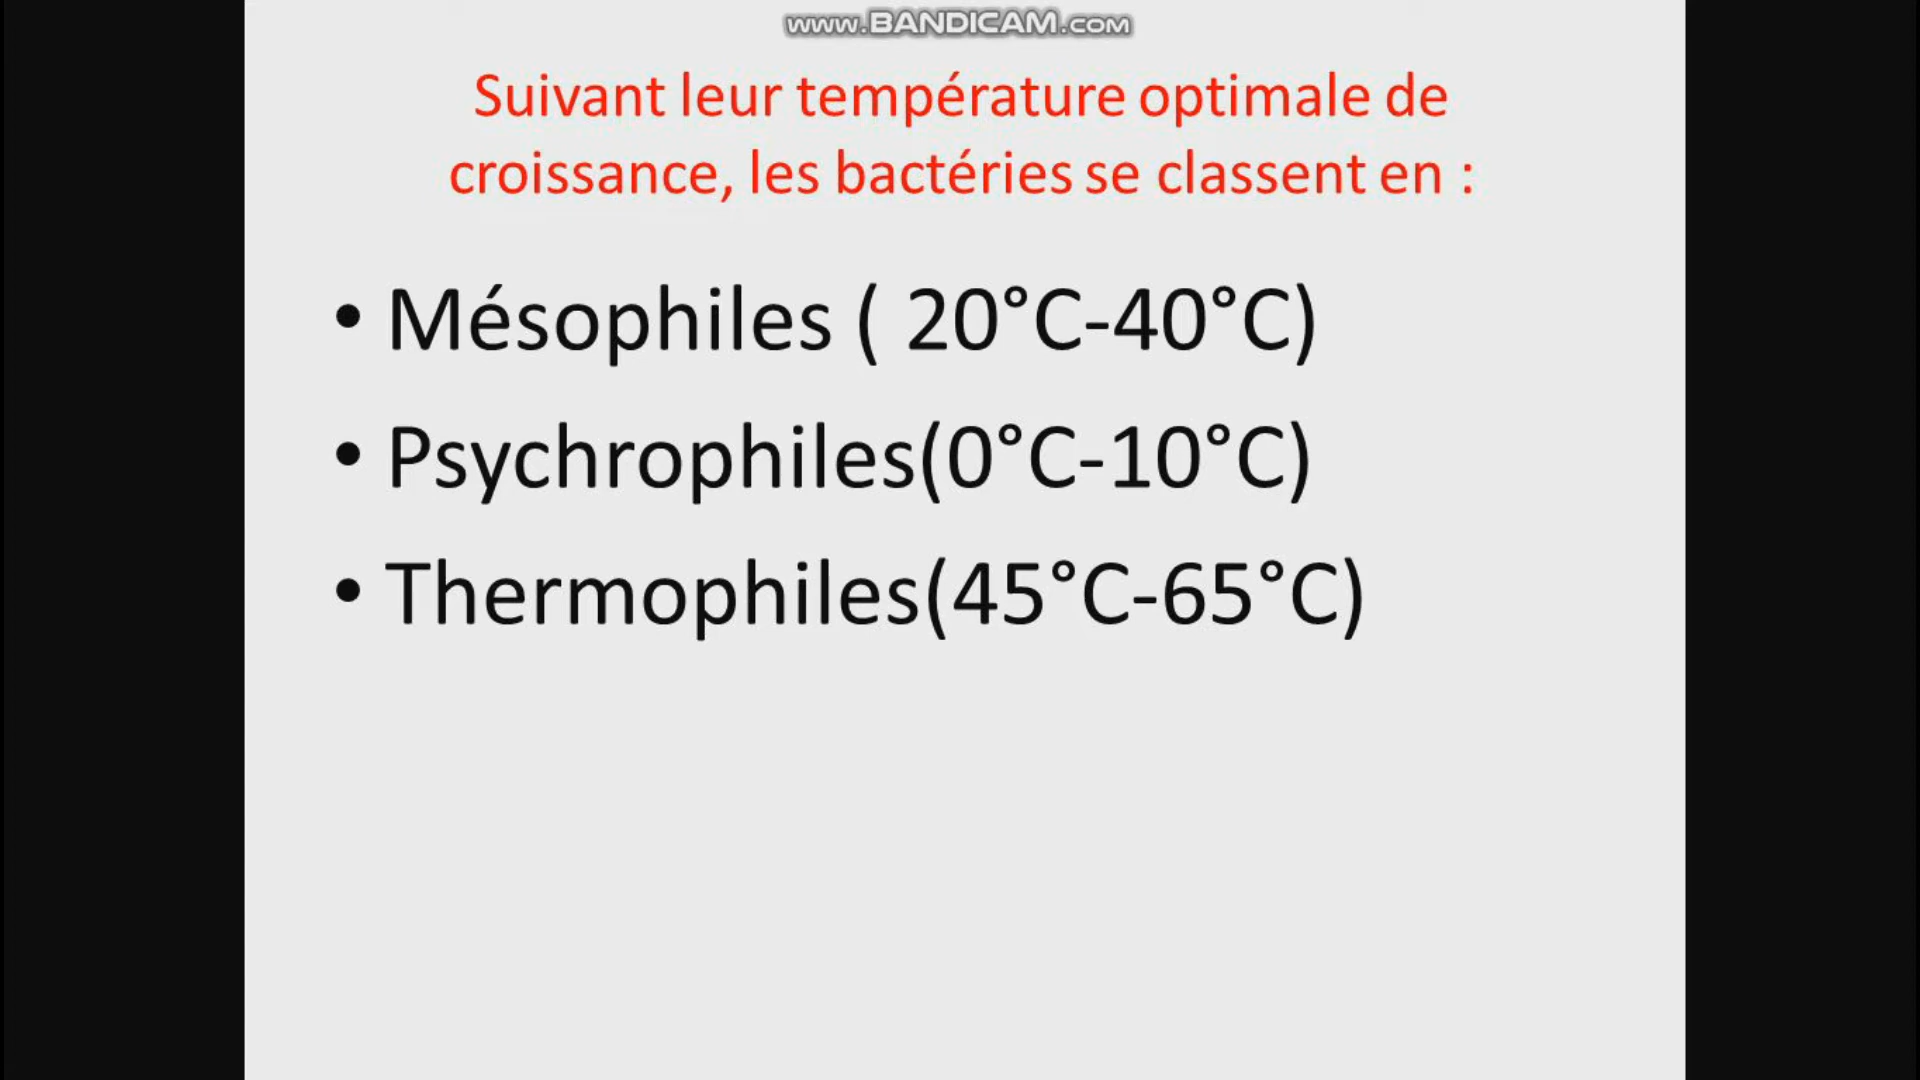 www.BANDICAM.com
Suivant leur température optimale de
croissance, les bactéries se classent en :
• Mésophiles ( 20°C-40°C)
• Psychrophiles(0°C-10°C)
• Thermophiles(45°C-65°C)